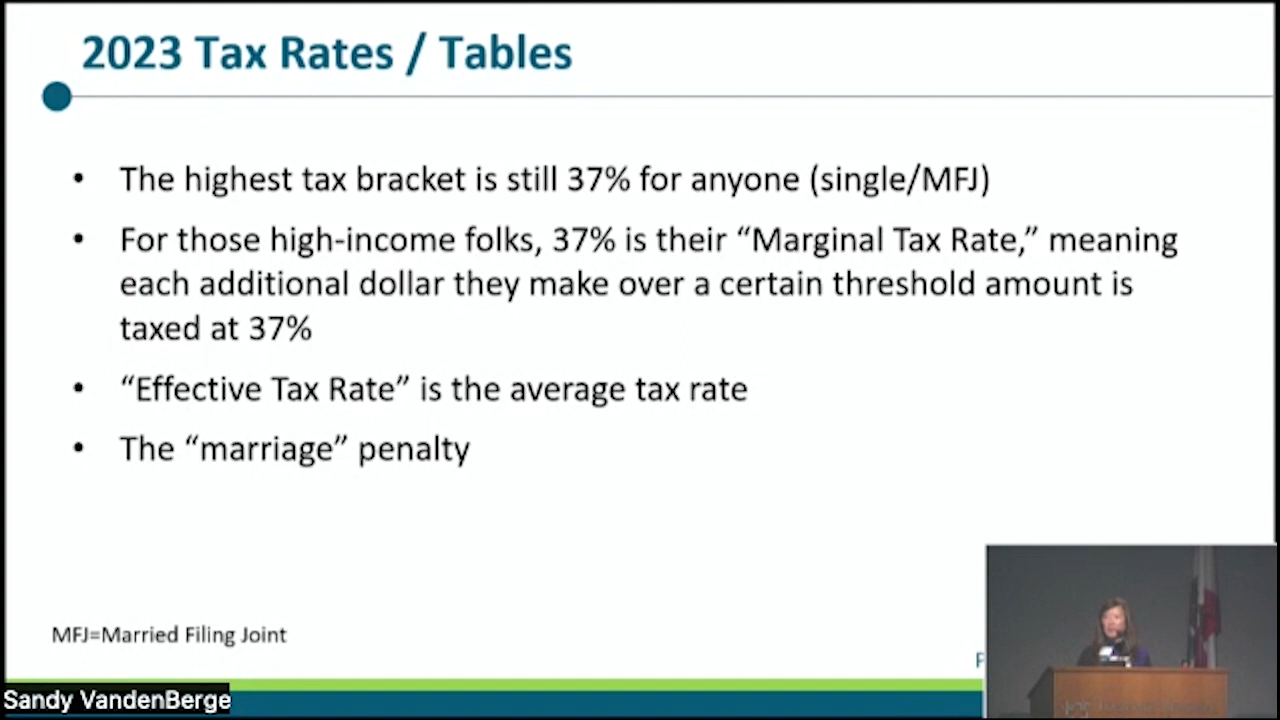 2023 Tax Rates / Tables
• The highest tax bracket is still 37% for anyone (single/MFJ)
• For those high-income folks, 37% is their “Marginal Tax Rate,” meaning
each additional dollar they make over a certain threshold amount is
taxed at 37%
• “Effective Tax Rate” is the average tax rate
• The “marriage” penalty
MFJ=Married Filing Joint
Sandy VandenBerge